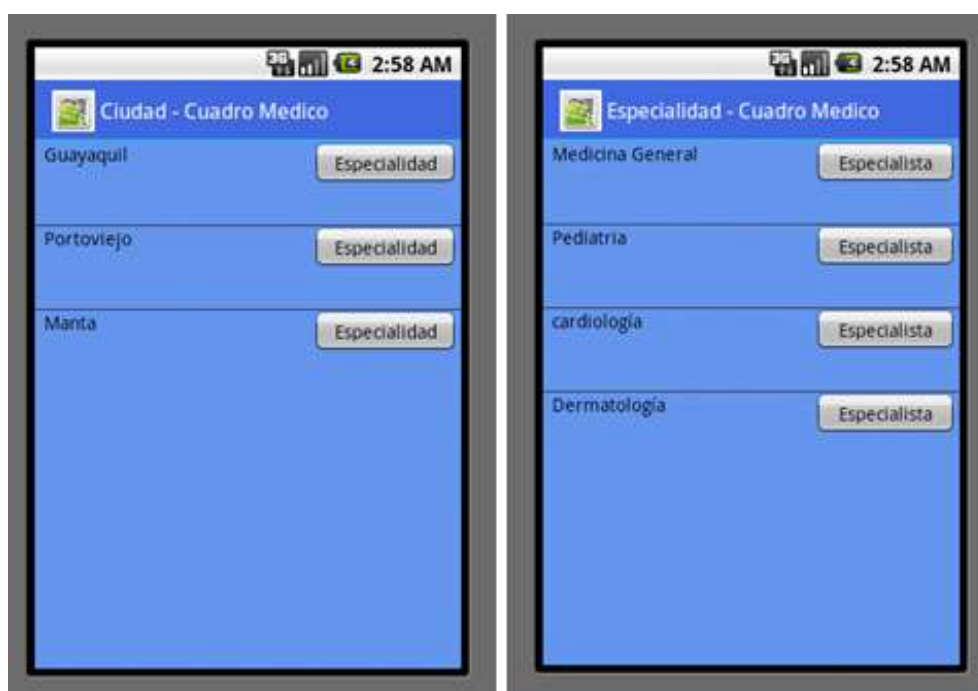 2:58 AM
Ciudad - Cuadro Medico
Guayaquil Especialidad
Portoviejo Especialidad
Manta Especialidad
2:58 AM
Especialidad - Cuadro Medico
Medicina General Especialista
Pediatria Especialista
cardiología Especialista
Dermatología Especialista